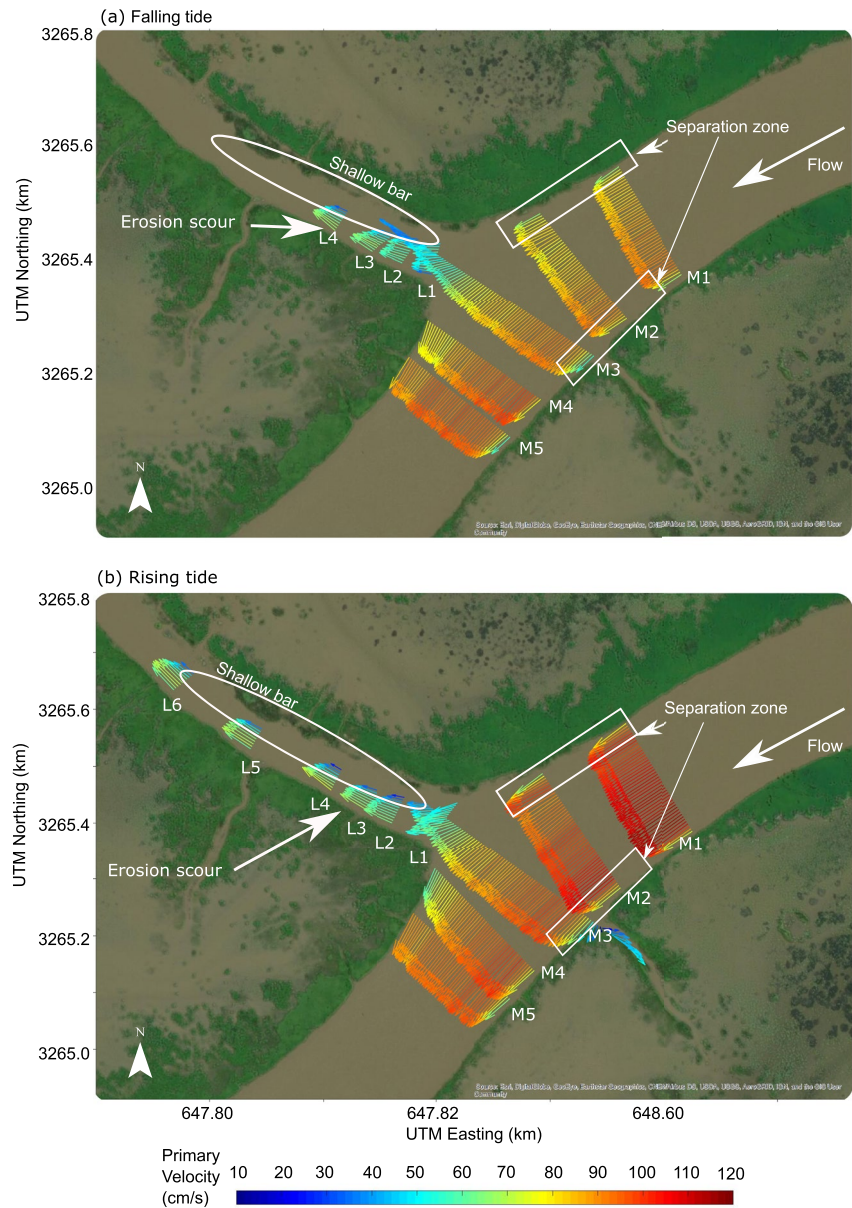 (a) Falling tide
3265.8
3265.6
3265.4
3265.2
3265.0
UTM Northing (km)
Separation zone
Flow
Shallow bar
Erosion scour
L4
L3
L2
L1
M1
M2
M3
M4
M5
N
Community
(b) Rising tide
3265.8
3265.6
3265.4
3265.2
3265.0
UTM Northing (km)
Shallow bar
Separation zone
Flow
L6
L5
L4
L3
L2
L1
Erosion scour
M1
M2
M3
M4
M5
N
Community
647.80
647.82
648.60
UTM Easting (km)
Primary
Velocity
(cm/s)
10 20 30 40 50 60 70 80 90 100 110 120